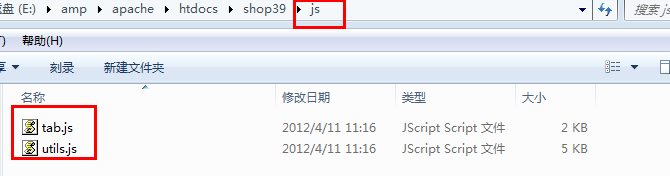 盘 (E:) ▸ amp ▸ apache ▸ htdocs ▸ shop39 ▸ js 搜索 js
T) 帮助(H)
享 ▾ 刻录 新建文件夹
名称 修改日期 类型 大小
tab.js 2012/4/11 11:16 JScript Script 文件 2 KB
utils.js 2012/4/11 11:16 JScript Script 文件 5 KB